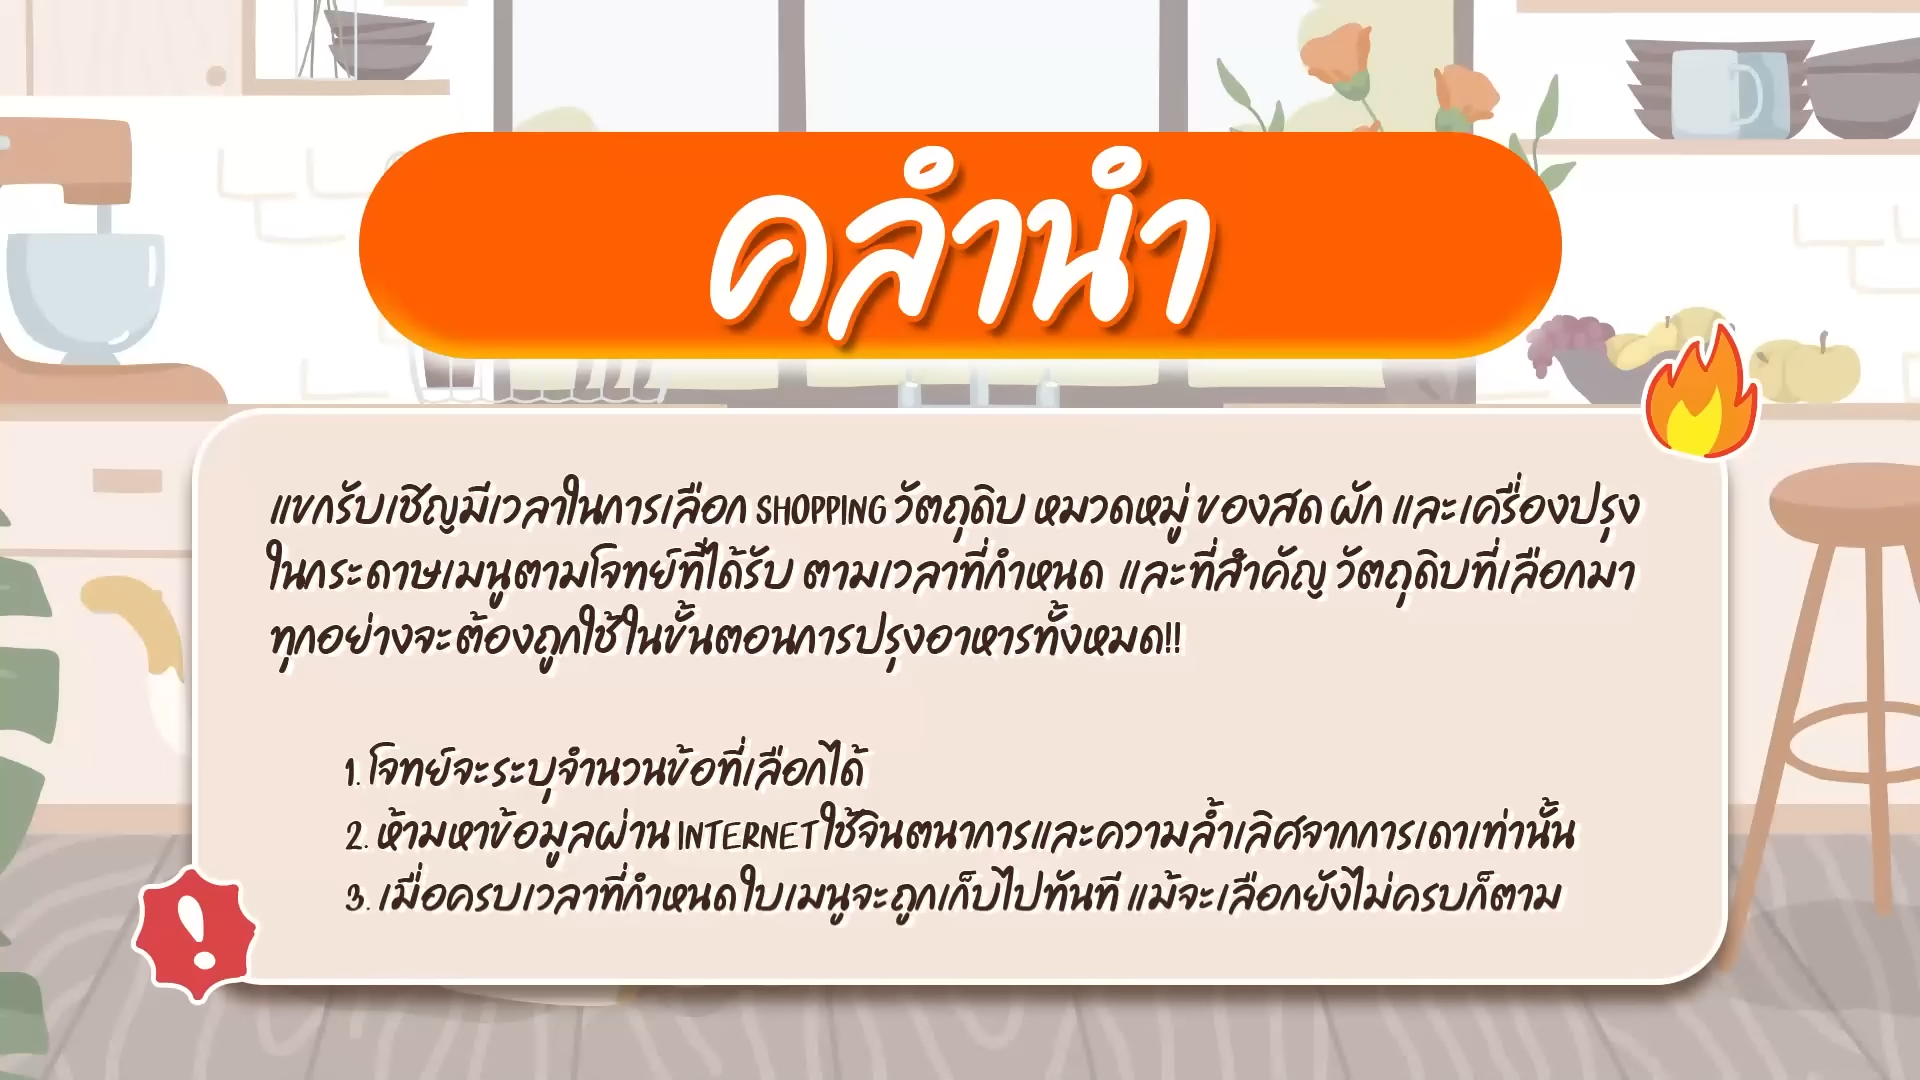 คลำนำ
แขกรับเชิญมีเวลาในการเลือก SHOPPING วัตถุดิบ หมวดหมู่ ของสด ผัก และเครื่องปรุง
ในกระดาษเมนูตามโจทย์ที่ได้รับ ตามเวลาที่กำหนด และที่สำคัญ วัตถุดิบที่เลือกมา
ทุกอย่างจะต้องถูกใช้ในขั้นตอนการปรุงอาหารทั้งหมด!!
1. โจทย์จะระบุจำนวนข้อที่เลือกได้
2. ห้ามหาข้อมูลผ่าน INTERNET ใช้จินตนาการและความล้ำเลิศจากการเดาเท่านั้น
3. เมื่อครบเวลาที่กำหนด ใบเมนูจะถูกเก็บไปทันที แม้จะเลือกยังไม่ครบก็ตาม